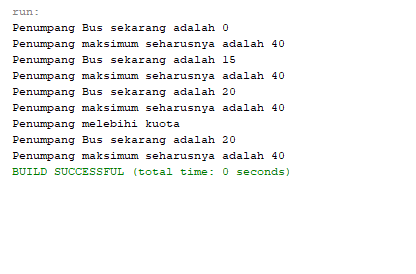 run:
Penumpang Bus sekarang adalah 0
Penumpang maksimum seharusnya adalah 40
Penumpang Bus sekarang adalah 15
Penumpang maksimum seharusnya adalah 40
Penumpang Bus sekarang adalah 20
Penumpang maksimum seharusnya adalah 40
Penumpang melebihi kuota
Penumpang Bus sekarang adalah 20
Penumpang maksimum seharusnya adalah 40
BUILD SUCCESSFUL (total time: 0 seconds)